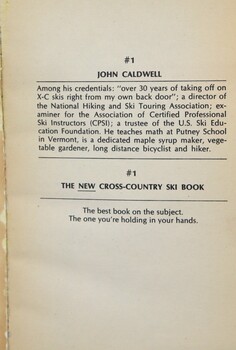 #1
JOHN CALDWELL
Among his credentials: "over 30 years of taking off on
X-C skis right from my own back door"; a director of
the National Hiking and Ski Touring Association; ex-
aminer for the Association of Certified Professional
Ski Instructors (CPSI); a trustee of the U.S. Ski Edu-
cation Foundation. He teaches math at Putney School
in Vermont, is a dedicated maple syrup maker, vege-
table gardener, long distance bicyclist and hiker.
#1
THE NEW CROSS-COUNTRY SKI BOOK
The best book on the subject.
The one you're holding in your hands.